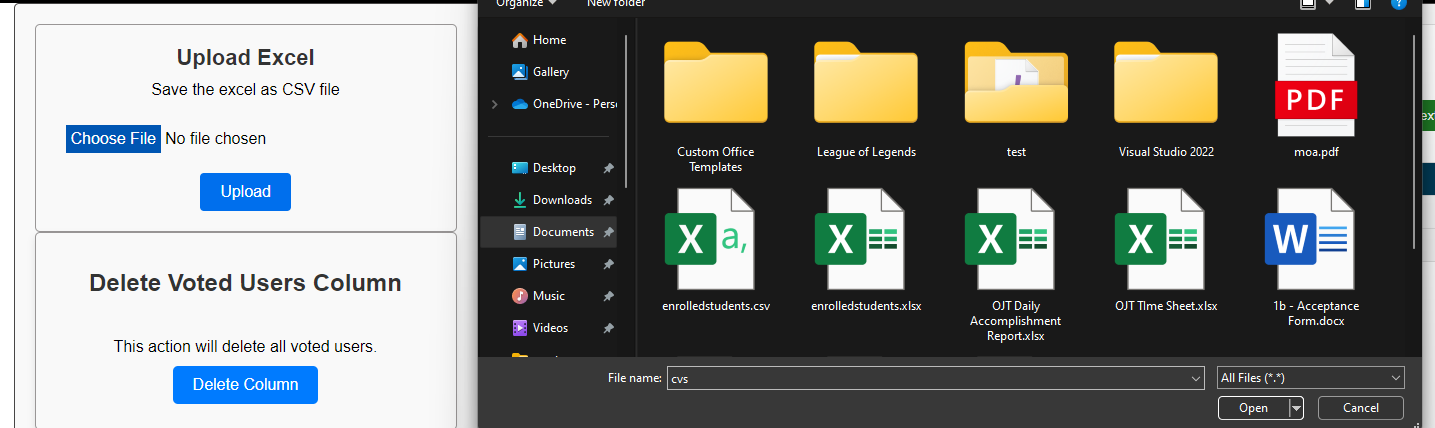 Upload Excel
Save the excel as CSV file
Choose File No file chosen
Upload
Delete Voted Users Column
This action will delete all voted users.
Delete Column
Organize
New folder
Home
Gallery
OneDrive - Pers
Desktop
Downloads
Documents
Pictures
Music
Videos
Custom Office
Templates
League of Legends
test
Visual Studio 2022
PDF
moa.pdf
X a,
enrolledstudents.csv
X
enrolledstudents.xlsx
X
OJT Daily
Accomplishment
Report.xlsx
X
OJT TIme Sheet.xlsx
W
1b - Acceptance
Form.docx
File name: cvs
All Files (*.*)
Open
Cancel
?